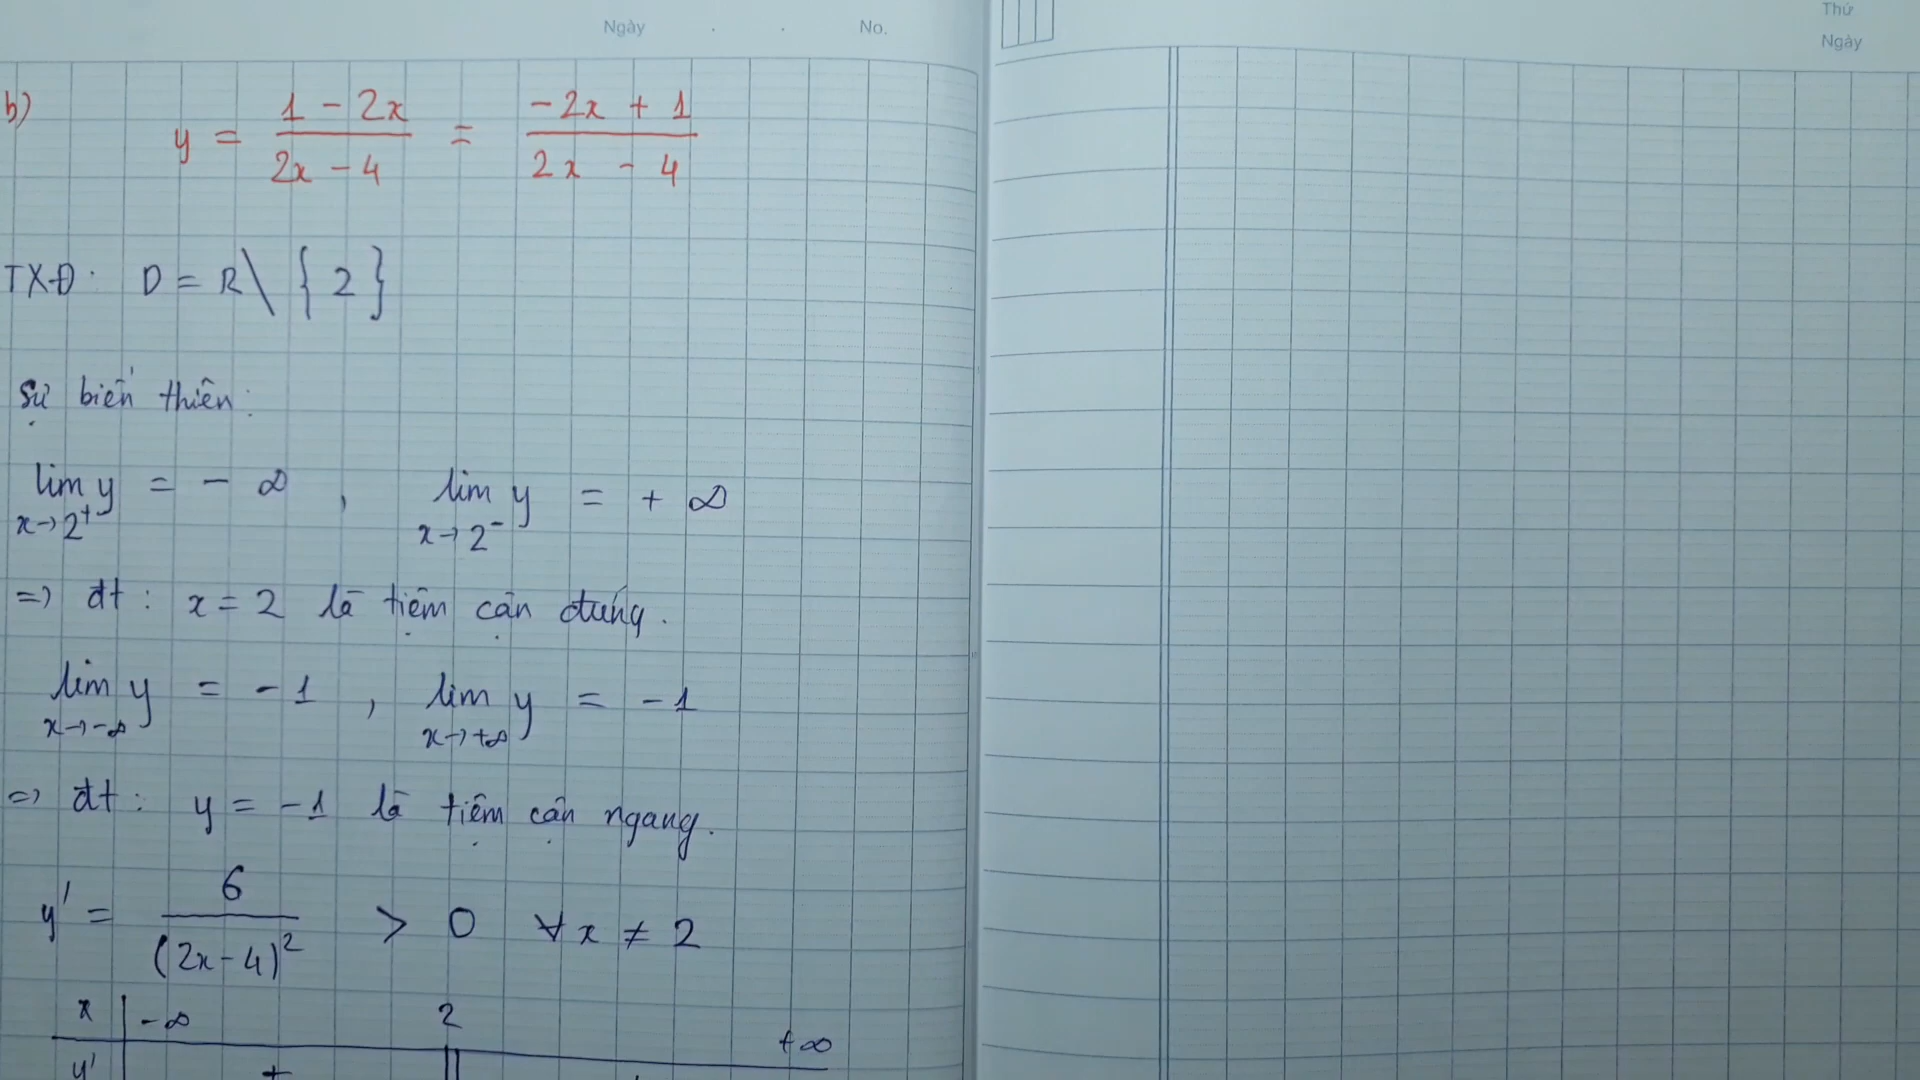 Ngày . . No.
Thứ
Ngày
b) y = (1 - 2x)/(2x - 4) = (-2x + 1)/(2x - 4)
TXĐ: D = R \ { 2 }
Sự biến thiên:
lim y = - ∞ , lim y = + ∞
x→2⁺ x→2⁻
=> đt : x = 2 là tiệm cận đứng.
lim y = -1 , lim y = -1
x→-∞ x→+∞
=> đt : y = -1 là tiệm cận ngang.
y' = 6/(2x-4)² > 0 ∀x ≠ 2
x -∞ 2 +∞
y' +